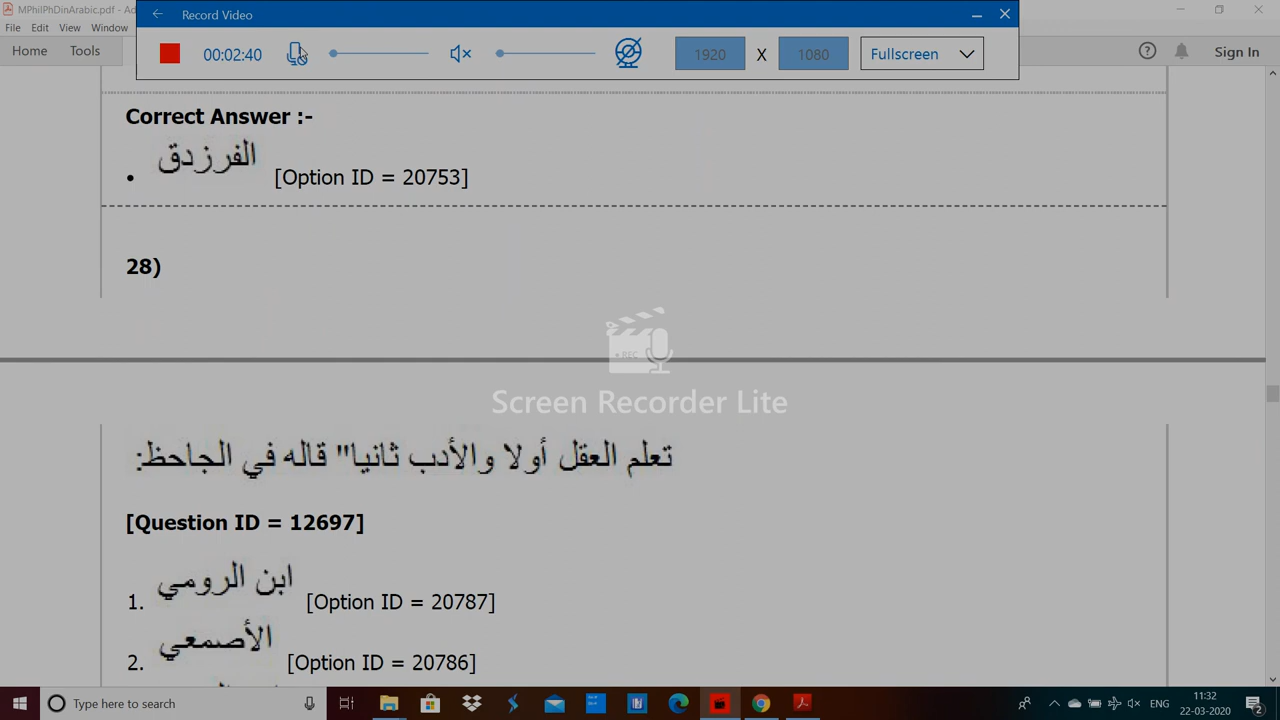 MPhilPhDinArabic.pdf - Ad
Record Video
File Edit View Window
00:02:40
1920 X 1080 Fullscreen
Home Tools
Sign In
Correct Answer :-
• الفرزدق [Option ID = 20753]
28)
REC
Screen Recorder Lite
تعلم العقل أولا والأدب ثانيا" قاله في الجاحظ:
[Question ID = 12697]
1. ابن الرومي [Option ID = 20787]
2. الأصمعي [Option ID = 20786]
Type here to search
ENG
11:32
22-03-2020
2